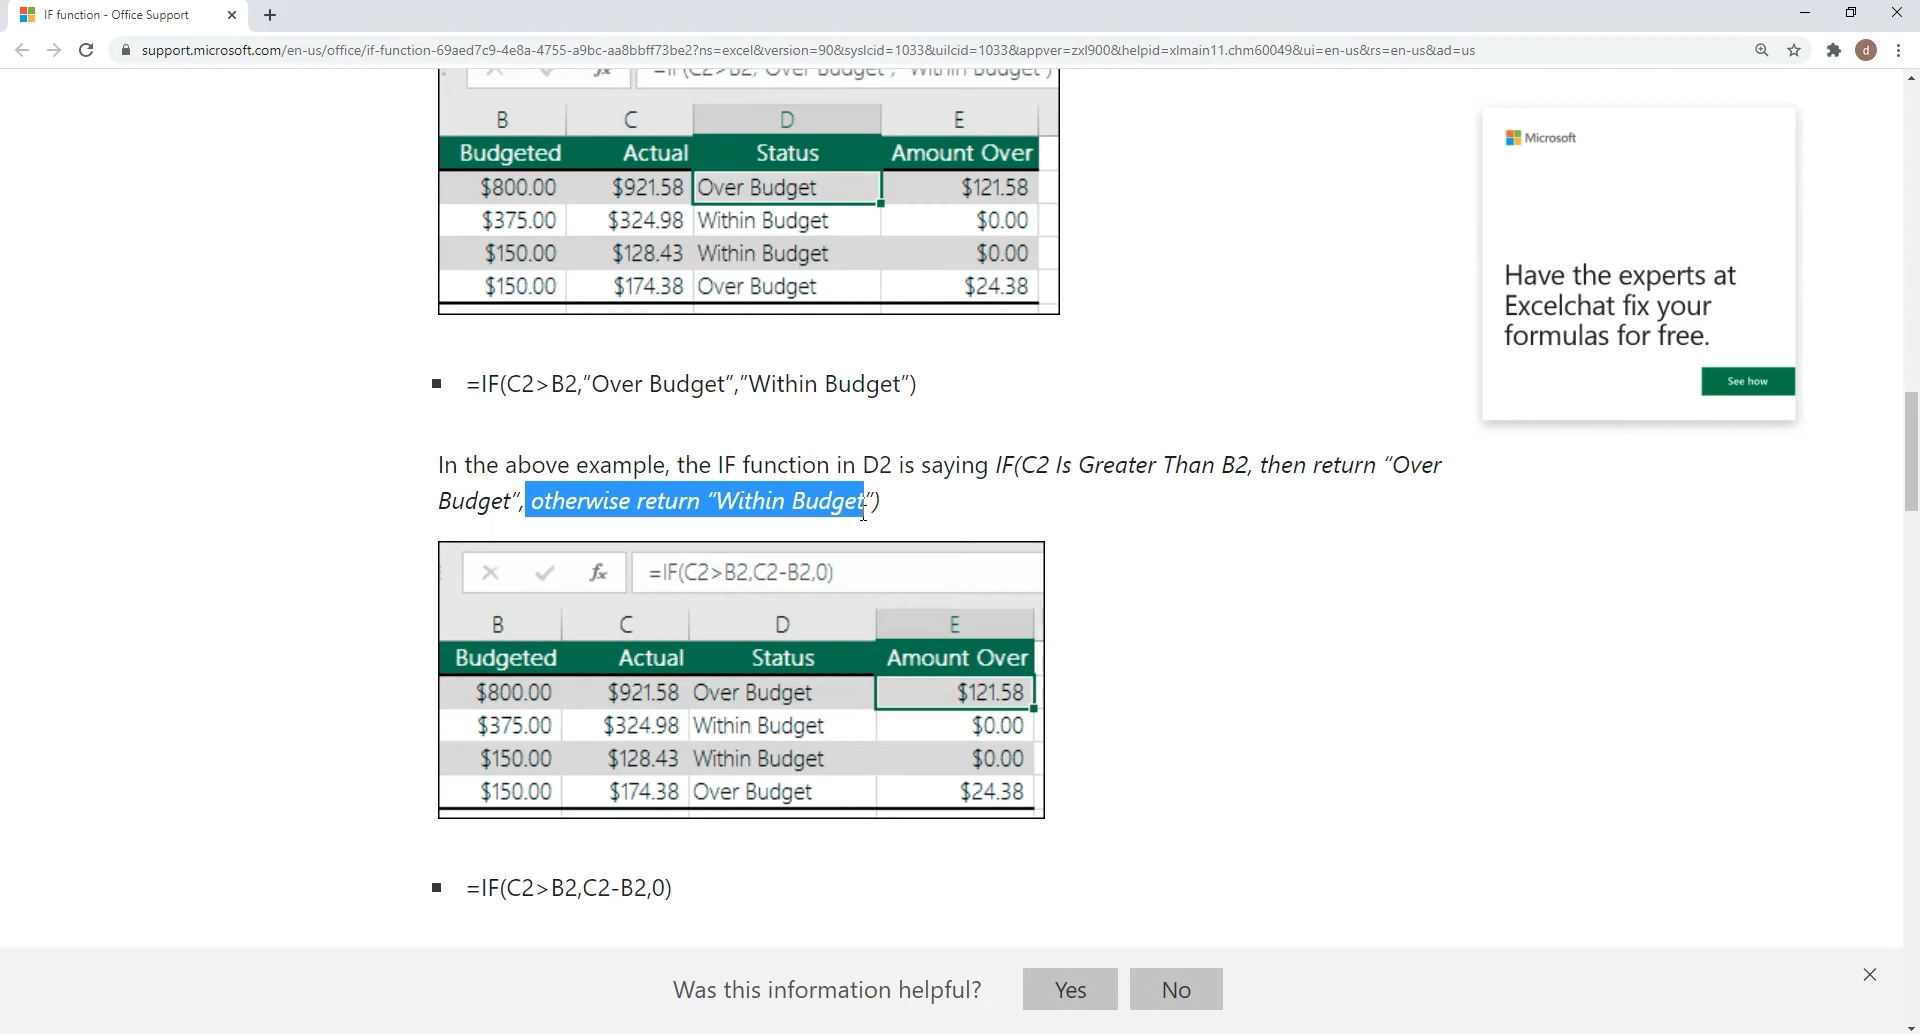 IF function - Office Support
support.microsoft.com/en-us/office/if-function-69aed7c9-4e8a-4755-a9bc-aa8bbff73be2?ns=excel&version=90&syslcid=1033&uilcid=1033&appver=zxl900&helpid=xlmain11.chm60049&ui=en-us&rs=en-us&ad=us
d
fx =IF(C2>B2,"Over Budget","Within Budget")
B C D E
Budgeted Actual Status Amount Over
$800.00 $921.58 Over Budget $121.58
$375.00 $324.98 Within Budget $0.00
$150.00 $128.43 Within Budget $0.00
$150.00 $174.38 Over Budget $24.38
Microsoft
Have the experts at
Excelchat fix your
formulas for free.
See how
▪ =IF(C2>B2,“Over Budget”,”Within Budget”)
In the above example, the IF function in D2 is saying IF(C2 Is Greater Than B2, then return “Over
Budget”, otherwise return “Within Budget”)
fx =IF(C2>B2,C2-B2,0)
B C D E
Budgeted Actual Status Amount Over
$800.00 $921.58 Over Budget $121.58
$375.00 $324.98 Within Budget $0.00
$150.00 $128.43 Within Budget $0.00
$150.00 $174.38 Over Budget $24.38
▪ =IF(C2>B2,C2-B2,0)
Was this information helpful? Yes No